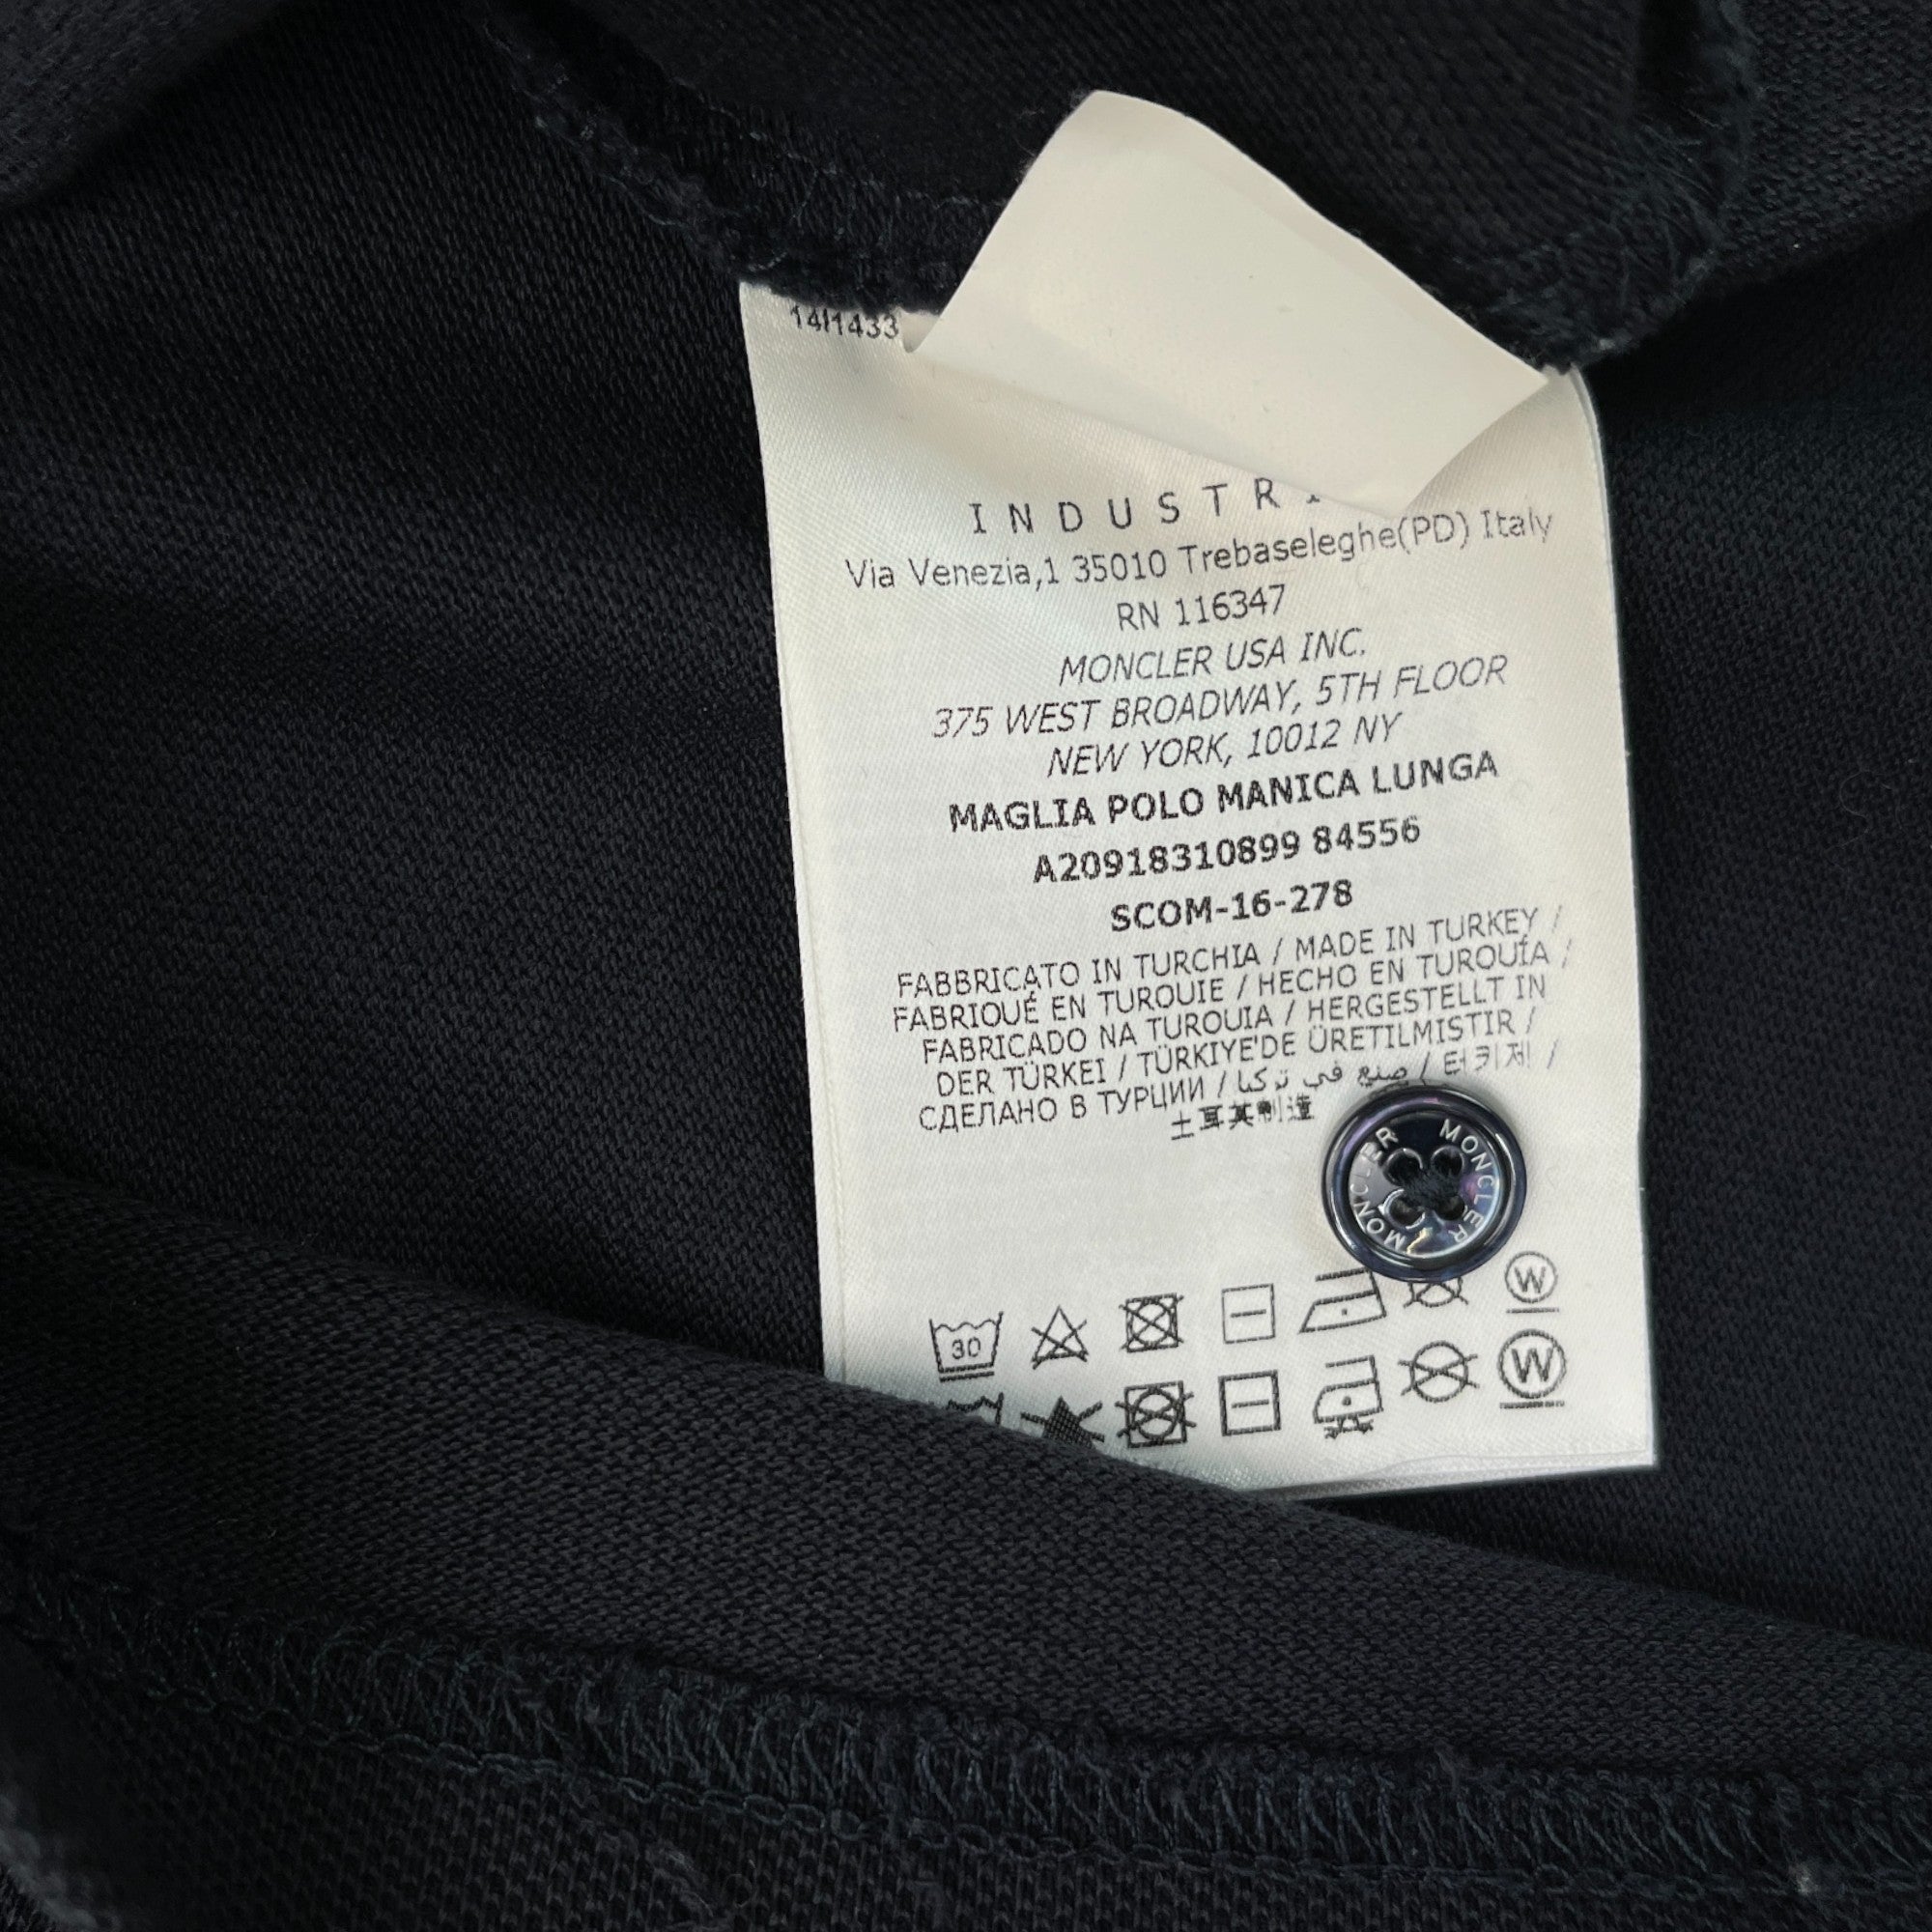 14I1433
INDUSTR
Via Venezia,1 35010 Trebaseleghe(PD) Italy
RN 116347
MONCLER USA INC.
375 WEST BROADWAY, 5TH FLOOR
NEW YORK, 10012 NY
MAGLIA POLO MANICA LUNGA
A20918310899 84556
SCOM-16-278
FABBRICATO IN TURCHIA / MADE IN TURKEY /
FABRIQUÉ EN TURQUIE / HECHO EN TURQUÍA /
FABRICADO NA TURQUIA / HERGESTELLT IN
DER TÜRKEI / TÜRKIYE'DE ÜRETILMISTIR /
СДЕЛАНО В ТУРЦИИ / صنع في تركيا / 터키제 /
土耳其制造
MONCLER MONCLER
30
W
W